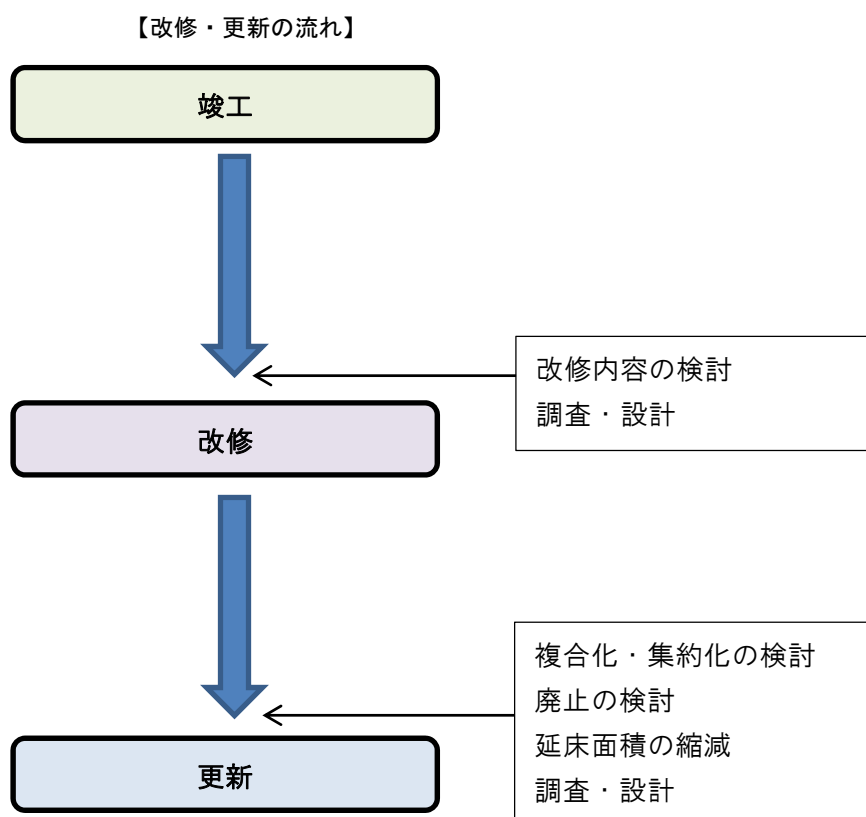 【改修・更新の流れ】
竣工
改修内容の検討
調査・設計
改修
複合化・集約化の検討
廃止の検討
延床面積の縮減
調査・設計
更新